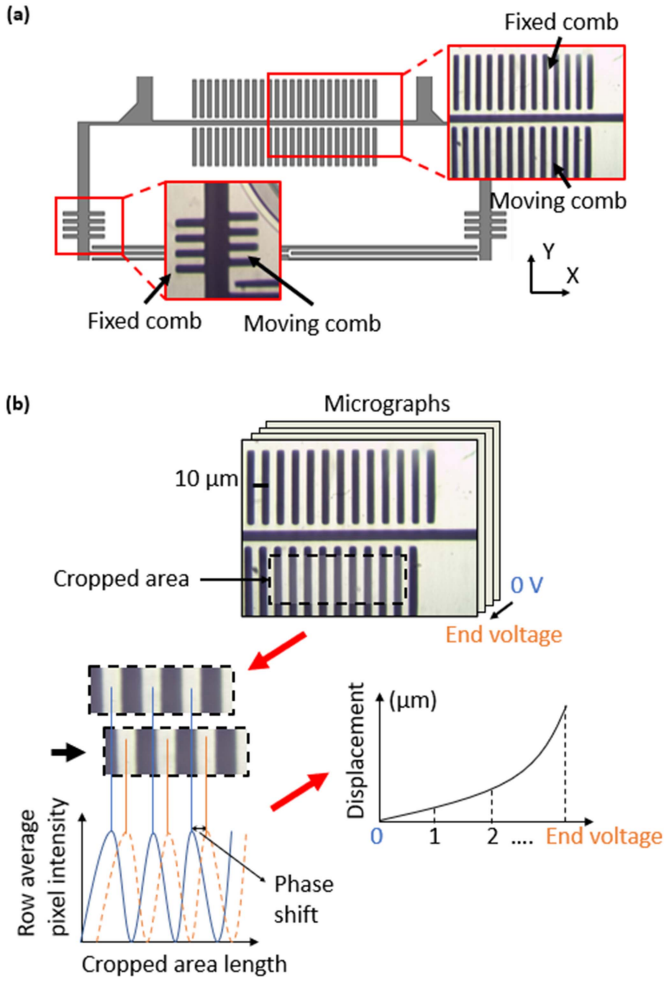 (a)
Fixed comb
Moving comb
Y
X
Fixed comb
Moving comb
(b)
Micrographs
10 µm
Cropped area
0 V
End voltage
Displacement
(µm)
0
1
2
....
End voltage
Row average
pixel intensity
Phase
shift
Cropped area length